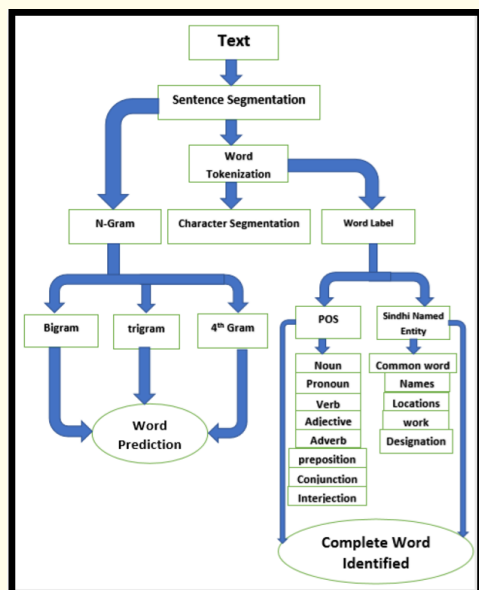 Text
Sentence Segmentation
Word
Tokenization
N-Gram
Character Segmentation
Word Label
Bigram
trigram
4th Gram
POS
Sindhi Named
Entity
Word
Prediction
Noun
Pronoun
Verb
Adjective
Adverb
preposition
Conjunction
Interjection
Common word
Names
Locations
work
Designation
Complete Word
Identified